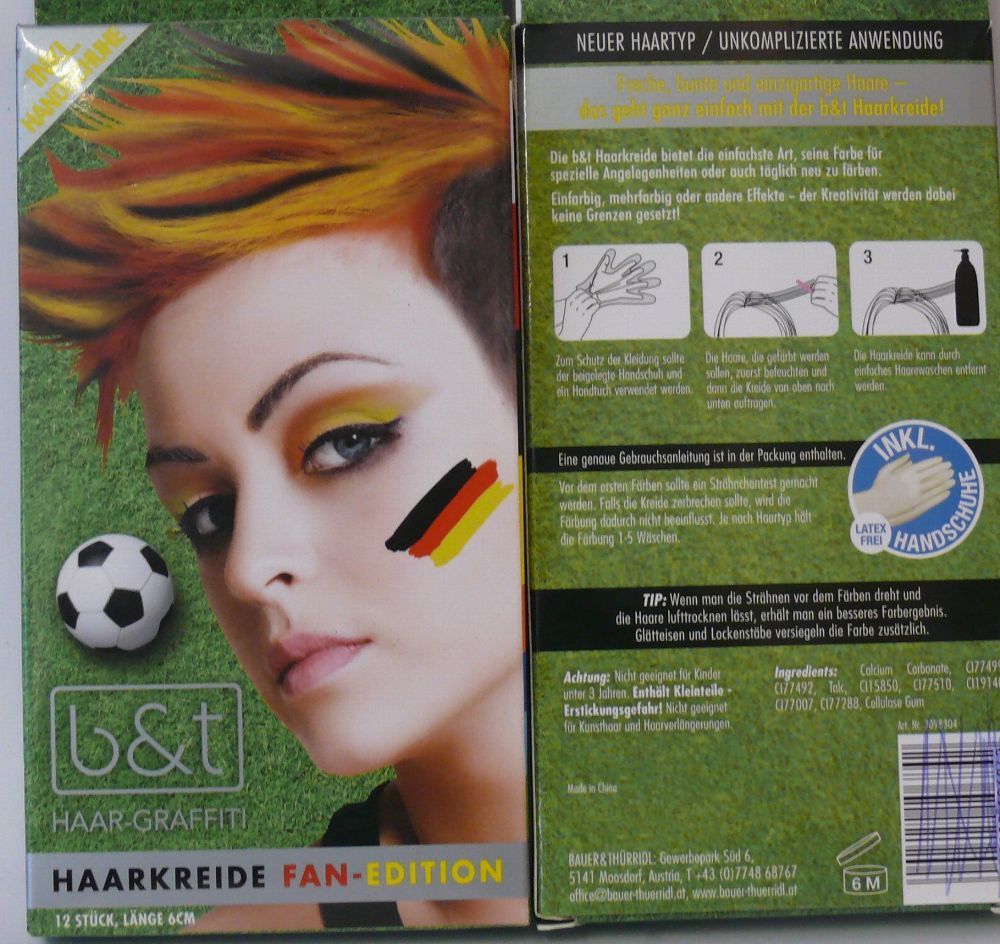 INKL.
HANDSCHUHE
b&t
HAAR-GRAFFITI
HAARKREIDE FAN-EDITION
12 STÜCK, LÄNGE 6CM
NEUER HAARTYP / UNKOMPLIZIERTE ANWENDUNG
Freche, bunte und einzigartige Haare –
das geht ganz einfach mit der b&t Haarkreide!
Die b&t Haarkreide bietet die einfachste Art, seine Farbe für
spezielle Angelegenheiten oder auch täglich neu zu färben.
Einfarbig, mehrfarbig oder andere Effekte – der Kreativität werden dabei
keine Grenzen gesetzt!
1
Zum Schutz der Kleidung sollte
der beigelegte Handschuh und
ein Handtuch verwendet werden.
2
Die Haare, die gefärbt werden
sollen, zuerst befeuchten und
dann die Kreide von oben nach
unten auftragen.
3
Die Haarkreide kann durch
einfaches Haarewaschen entfernt
werden.
Eine genaue Gebrauchsanleitung ist in der Packung enthalten.
Vor dem ersten Färben sollte ein Strähnchentest gemacht
werden. Falls die Kreide zerbrechen sollte, wird die
Färbung dadurch nicht beeinflusst. Je nach Haartyp hält
die Färbung 1-5 Wäschen.
INKL.
HANDSCHUHE
LATEX
FREI
TIP: Wenn man die Strähnen vor dem Färben dreht und
die Haare lufttrocknen lässt, erhält man ein besseres Farbergebnis.
Glätteisen und Lockenstäbe versiegeln die Farbe zusätzlich.
Achtung: Nicht geeignet für Kinder
unter 3 Jahren. Enthält Kleinteile -
Erstickungsgefahr! Nicht geeignet
für Kunsthaar und Haarverlängerungen.
Ingredients: Calcium Carbonate, CI77499
CI77492, Talc, CI15850, CI77510, CI19140
CI77007, CI77288, Cellulose Gum
Art. Nr. 3098304
Made in China
BAUER&THÜRRIDL: Gewerbepark Süd 6,
5141 Moosdorf, Austria, T +43 (0)7748 68767
office@bauer-thuerridl.at, www.bauer-thuerridl.at
6 M